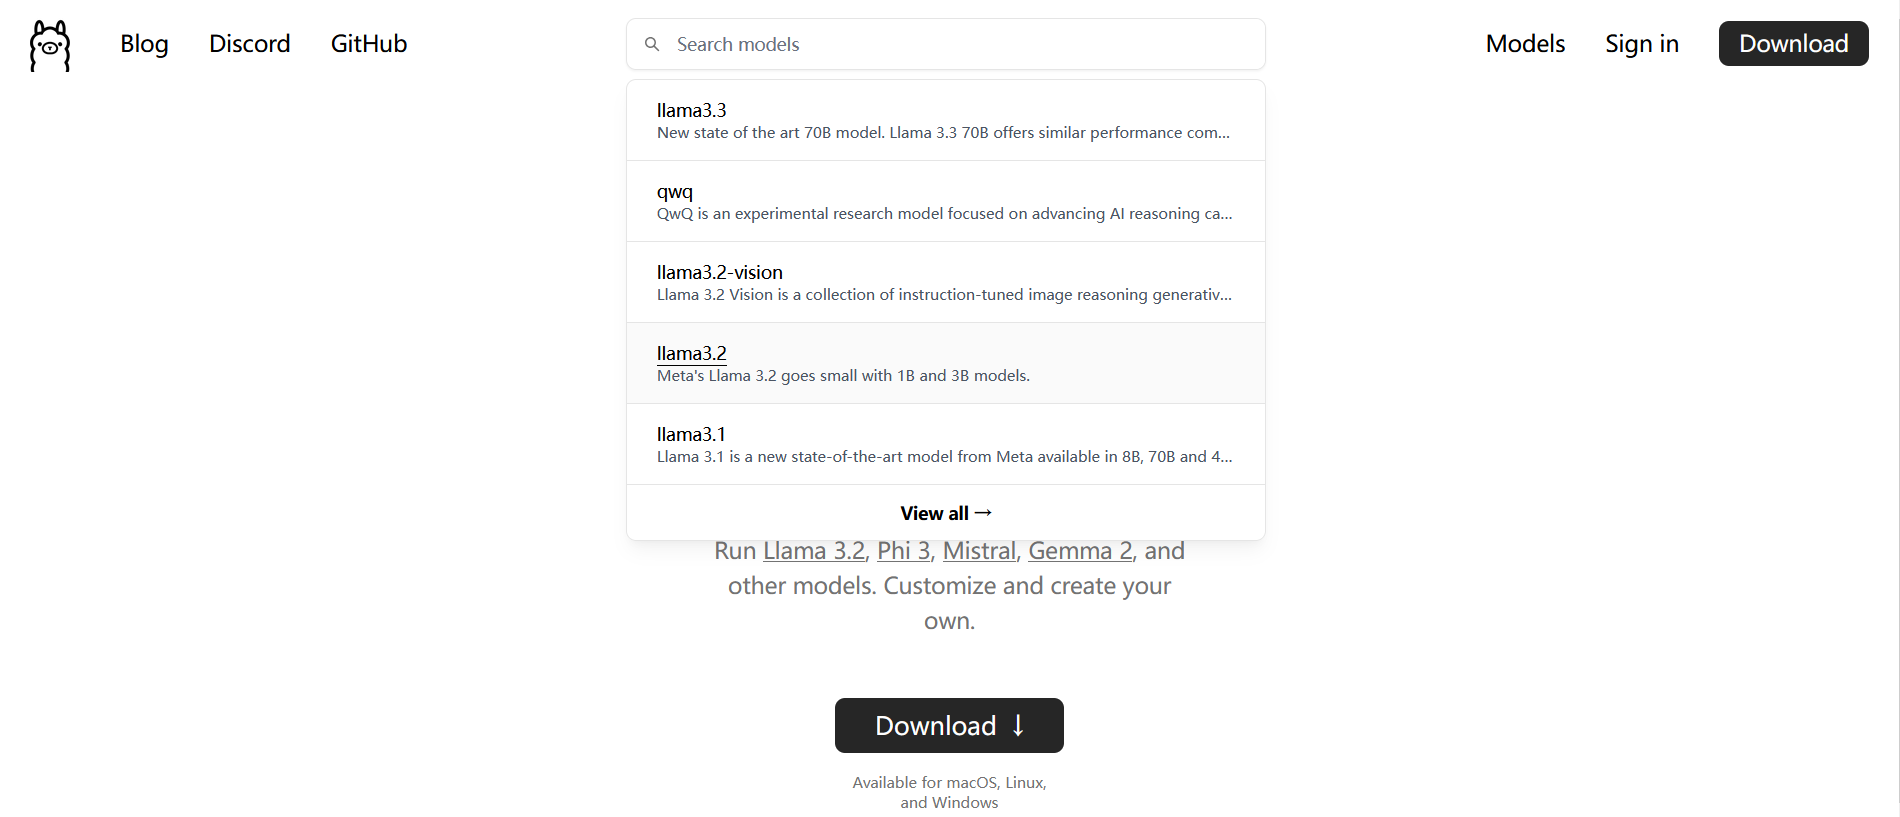 Blog Discord GitHub Search models Models Sign in Download
llama3.3
New state of the art 70B model. Llama 3.3 70B offers similar performance com...
qwq
QwQ is an experimental research model focused on advancing AI reasoning ca...
llama3.2-vision
Llama 3.2 Vision is a collection of instruction-tuned image reasoning generativ...
llama3.2
Meta's Llama 3.2 goes small with 1B and 3B models.
llama3.1
Llama 3.1 is a new state-of-the-art model from Meta available in 8B, 70B and 4...
View all →
Run Llama 3.2, Phi 3, Mistral, Gemma 2, and
other models. Customize and create your
own.
Download ↓
Available for macOS, Linux,
and Windows